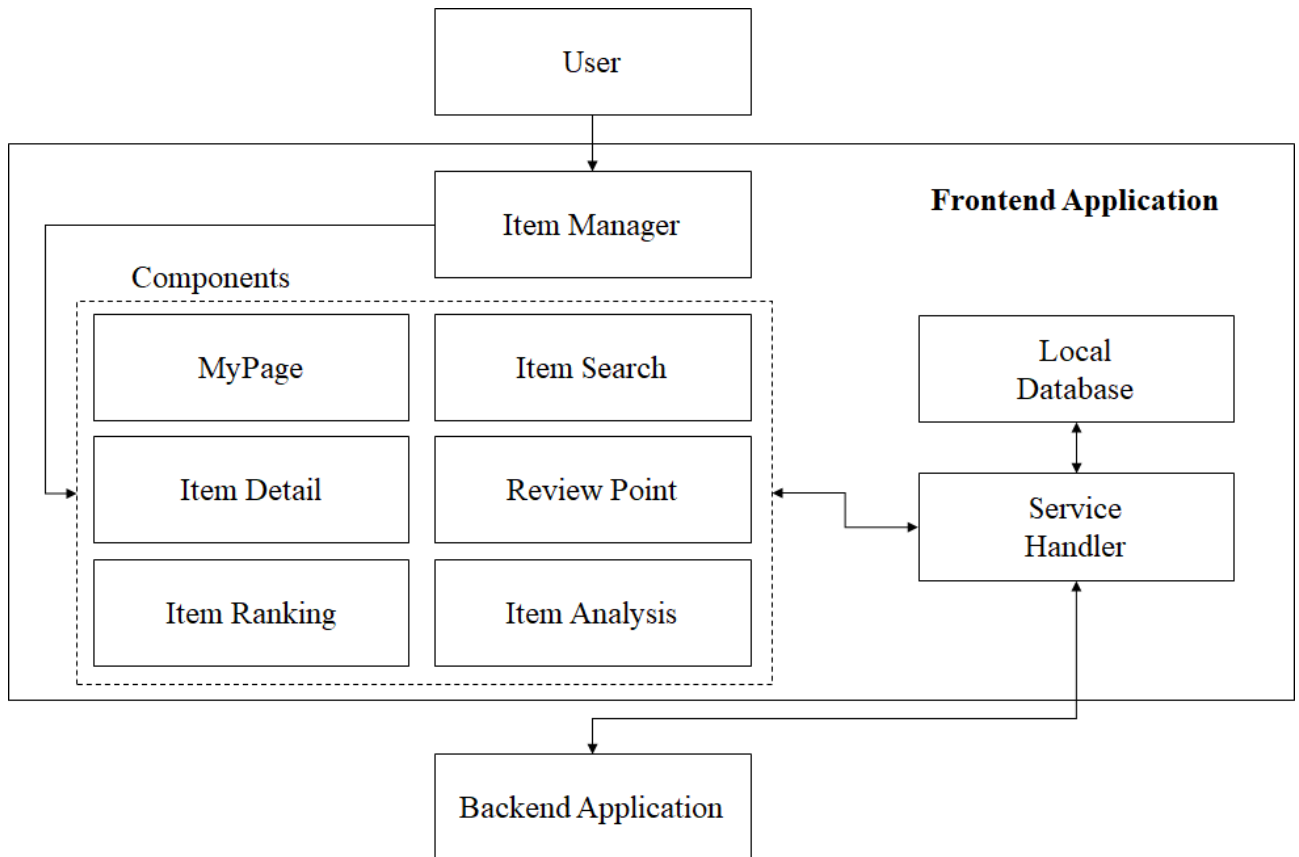 User
Frontend Application
Item Manager
Components
MyPage
Item Search
Local
Database
Item Detail
Review Point
Service
Handler
Item Ranking
Item Analysis
Backend Application